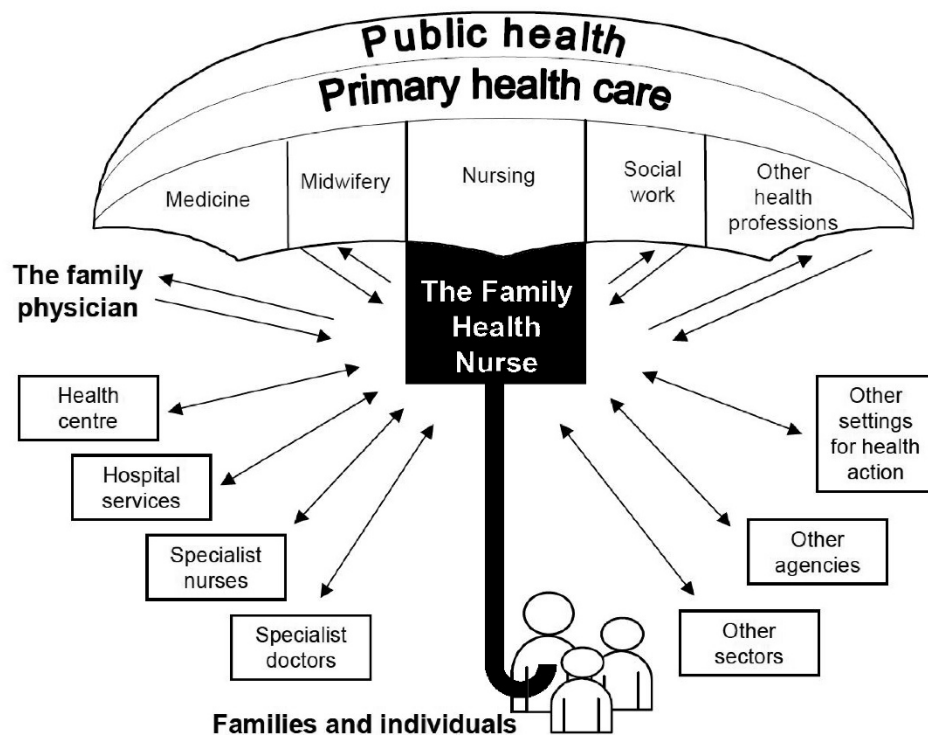 Public health
Primary health care
Medicine
Midwifery
Nursing
Social
work
Other
health
professions
The family
physician
The Family
Health
Nurse
Health
centre
Hospital
services
Specialist
nurses
Specialist
doctors
Other
settings
for health
action
Other
agencies
Other
sectors
Families and individuals